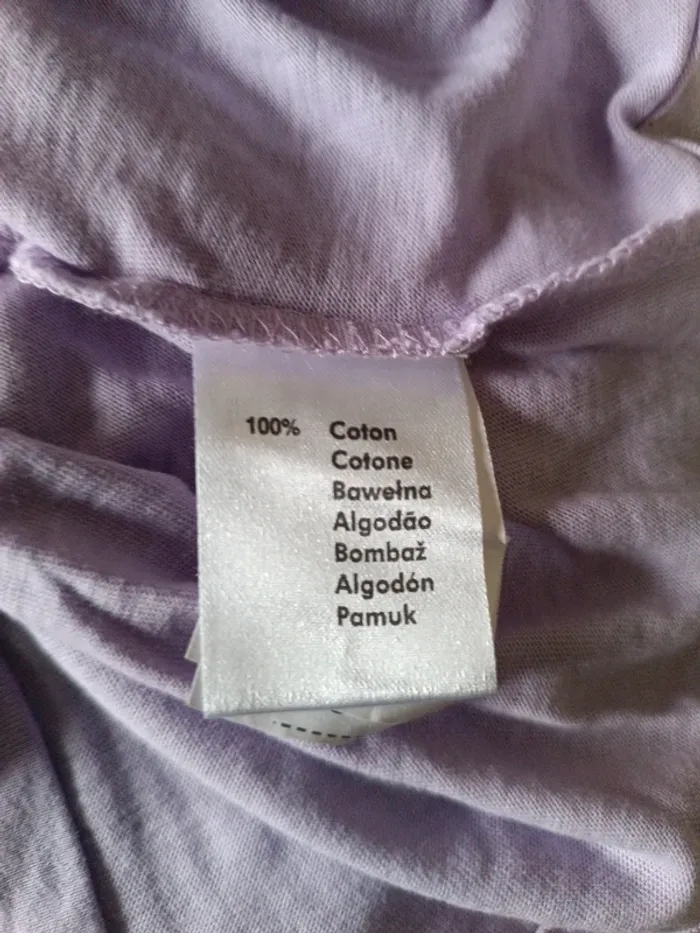 100% Coton
Cotone
Bawełna
Algodão
Bombaž
Algodón
Pamuk